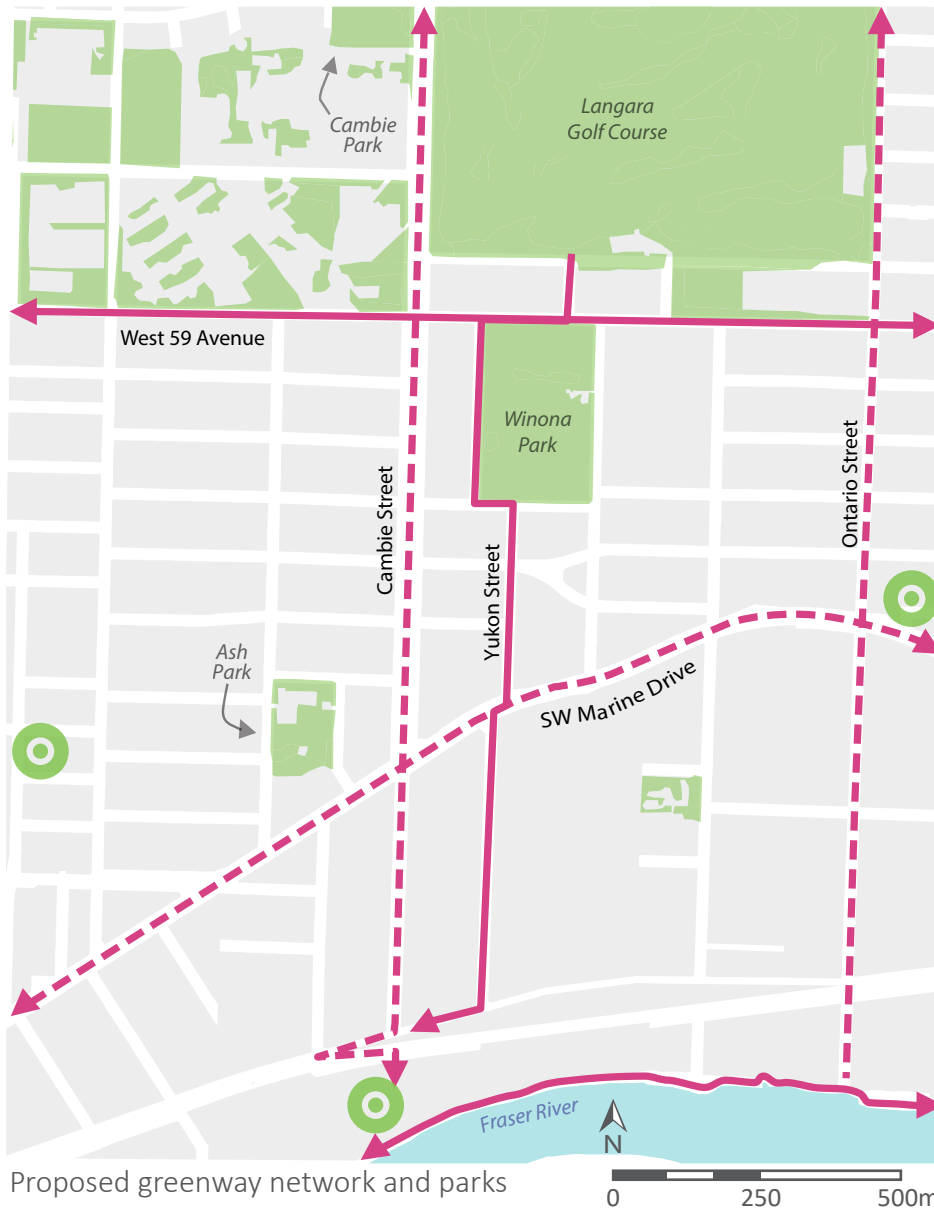 Cambie
Park
Langara
Golf Course
West 59 Avenue
Winona
Park
Cambie Street
Ontario Street
Yukon Street
Ash
Park
SW Marine Drive
Fraser River
N
Proposed greenway network and parks
0 250 500m